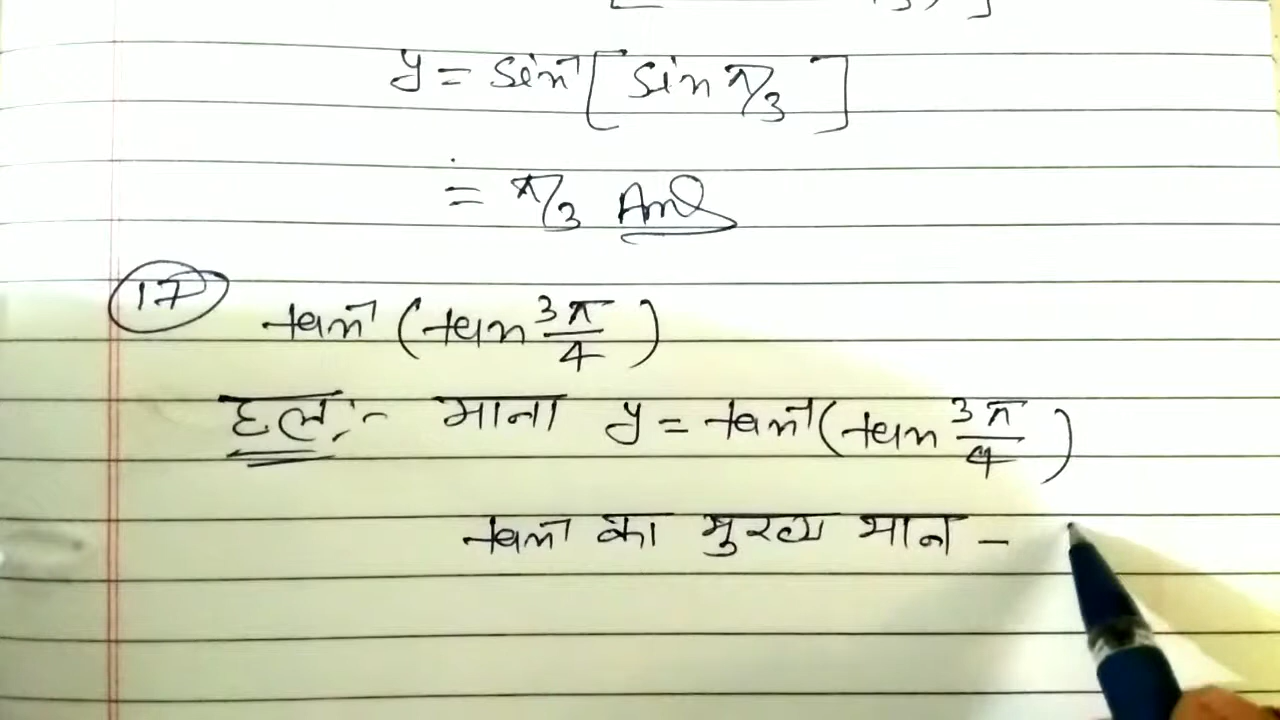 y = sin⁻¹[ sin π/3 ]
= π/3 Ans
17 tan⁻¹(tan 3π/4)
हल:- माना y = tan⁻¹(tan 3π/4)
tan⁻¹ का मुख्य मान -